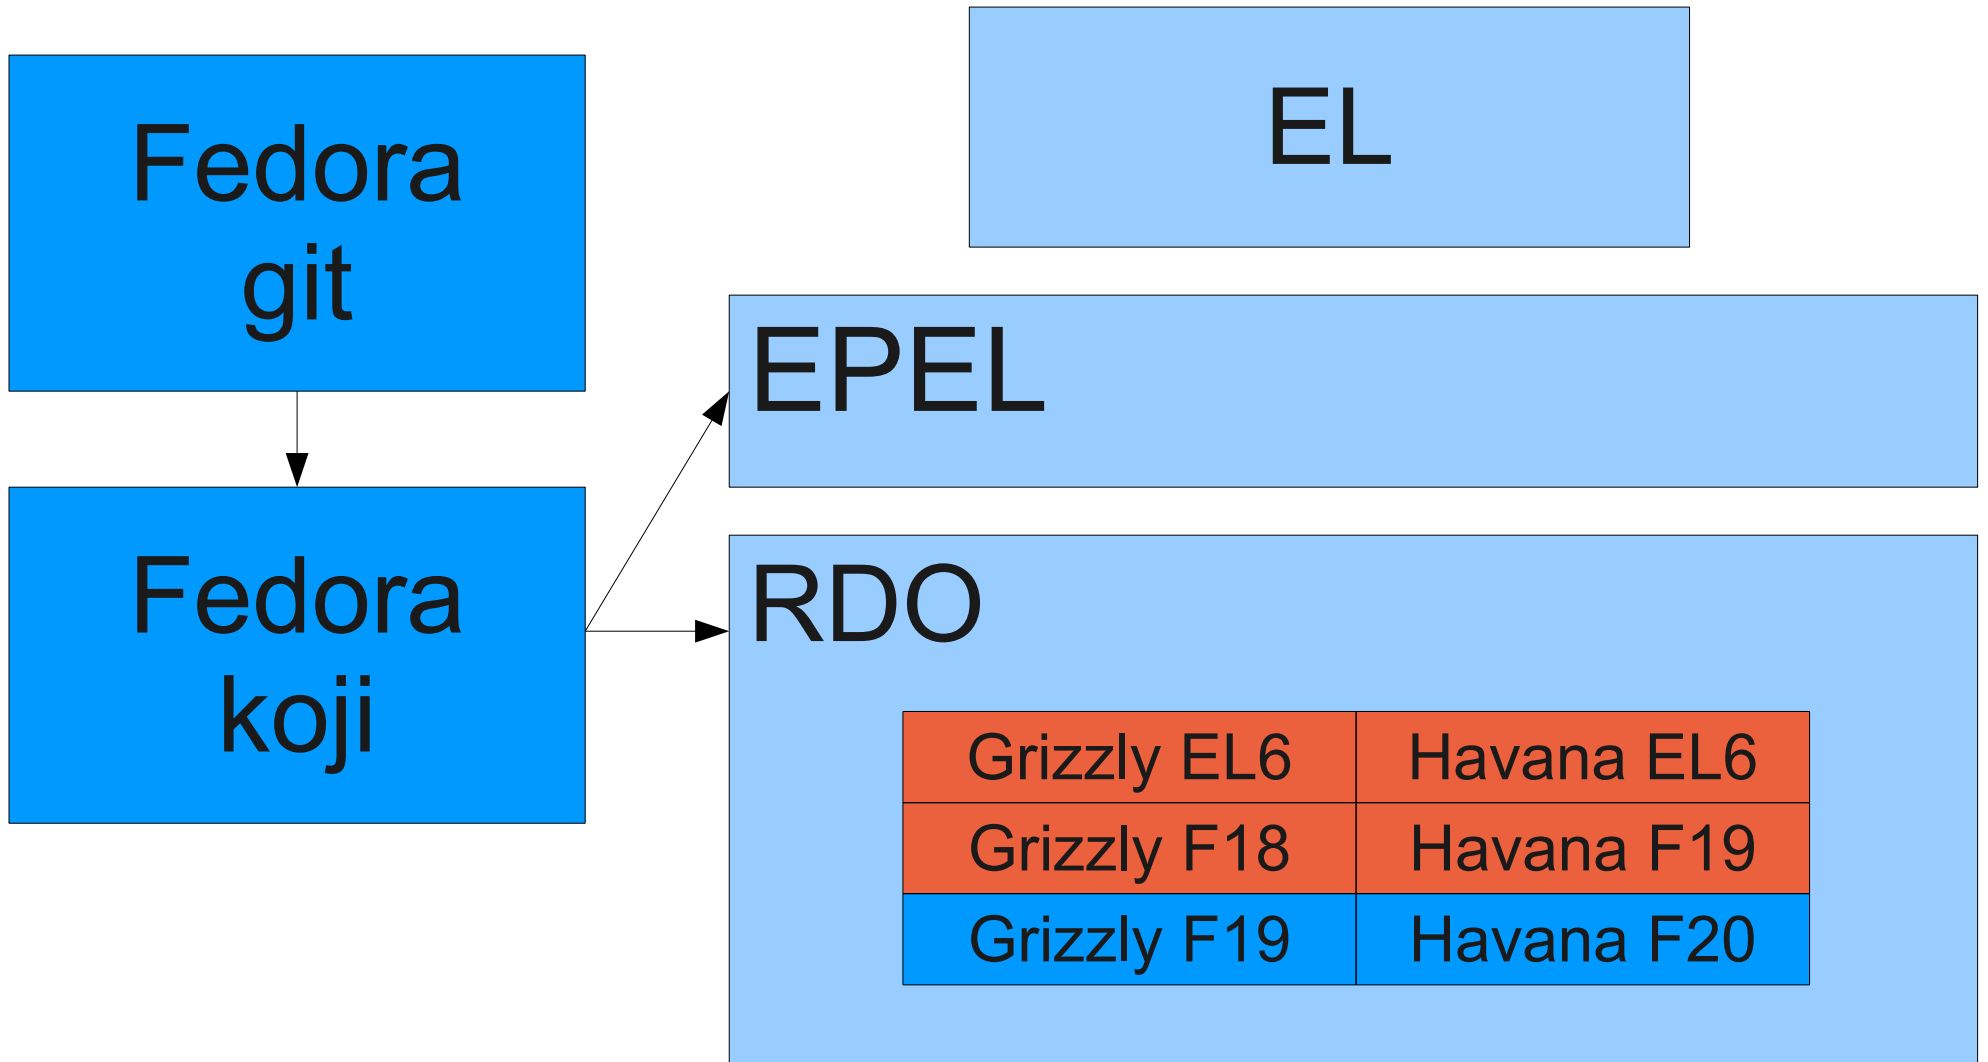 Fedora
git
Fedora
koji
EL
EPEL
RDO
Grizzly EL6 Havana EL6
Grizzly F18 Havana F19
Grizzly F19 Havana F20